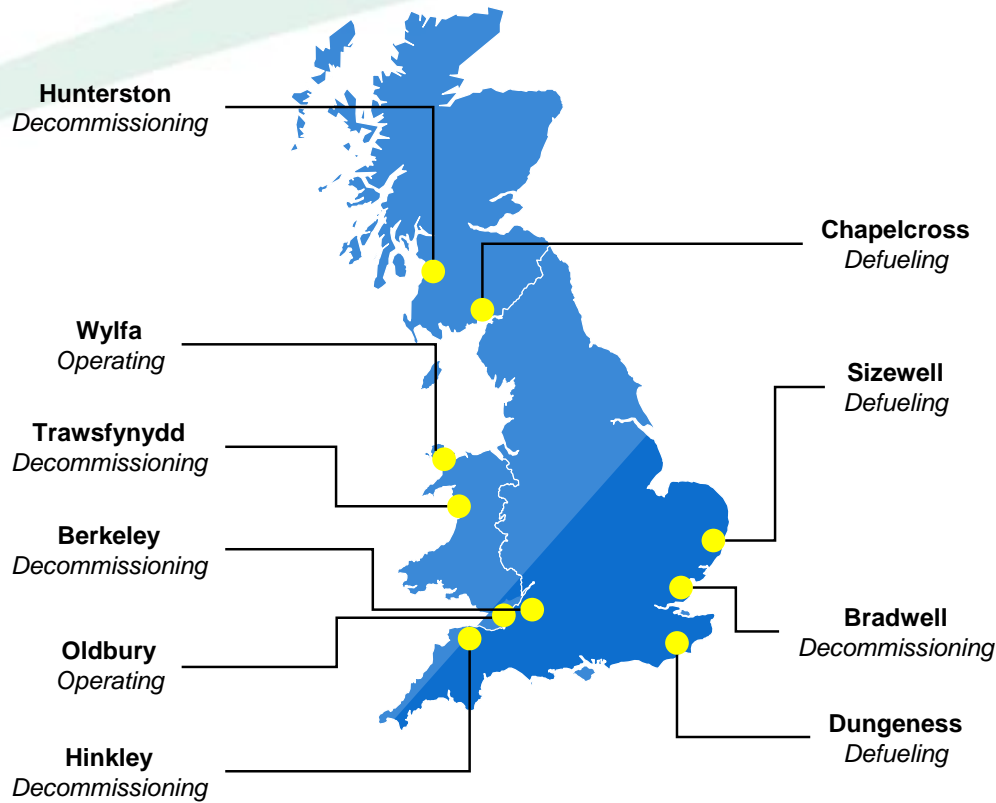 Hunterston
Decommissioning
Chapelcross
Defueling
Wylfa
Operating
Sizewell
Defueling
Trawsfynydd
Decommissioning
Berkeley
Decommissioning
Bradwell
Decommissioning
Oldbury
Operating
Dungeness
Defueling
Hinkley
Decommissioning